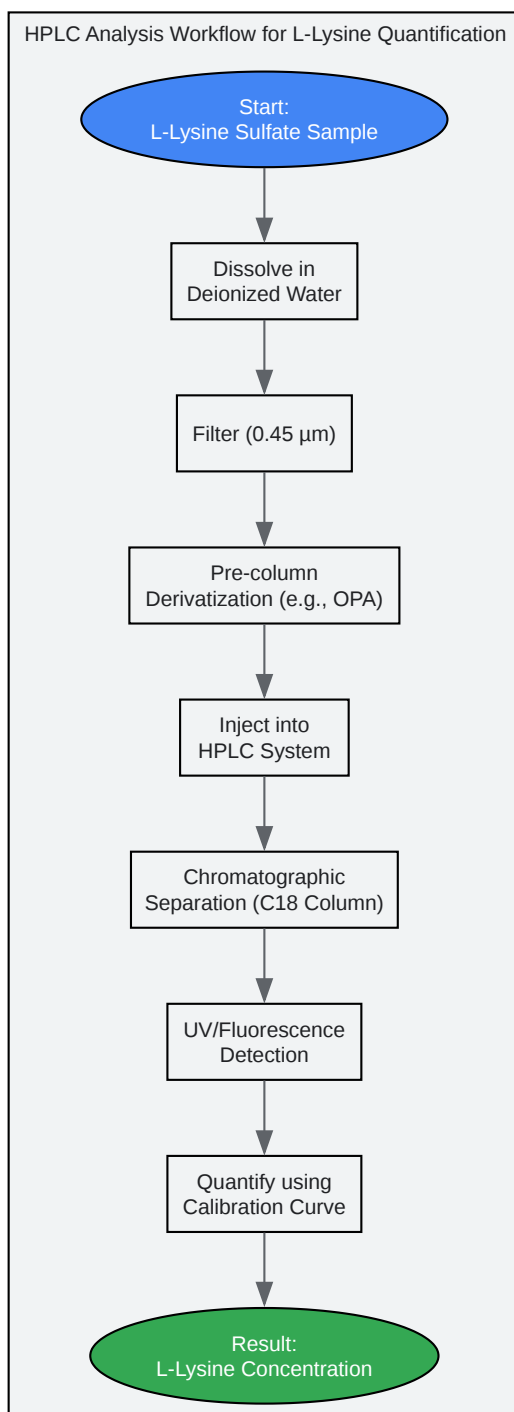 HPLC Analysis Workflow for L-Lysine Quantification
Start:
L-Lysine Sulfate Sample
Dissolve in
Deionized Water
Filter (0.45 µm)
Pre-column
Derivatization (e.g., OPA)
Inject into
HPLC System
Chromatographic
Separation (C18 Column)
UV/Fluorescence
Detection
Quantify using
Calibration Curve
Result:
L-Lysine Concentration